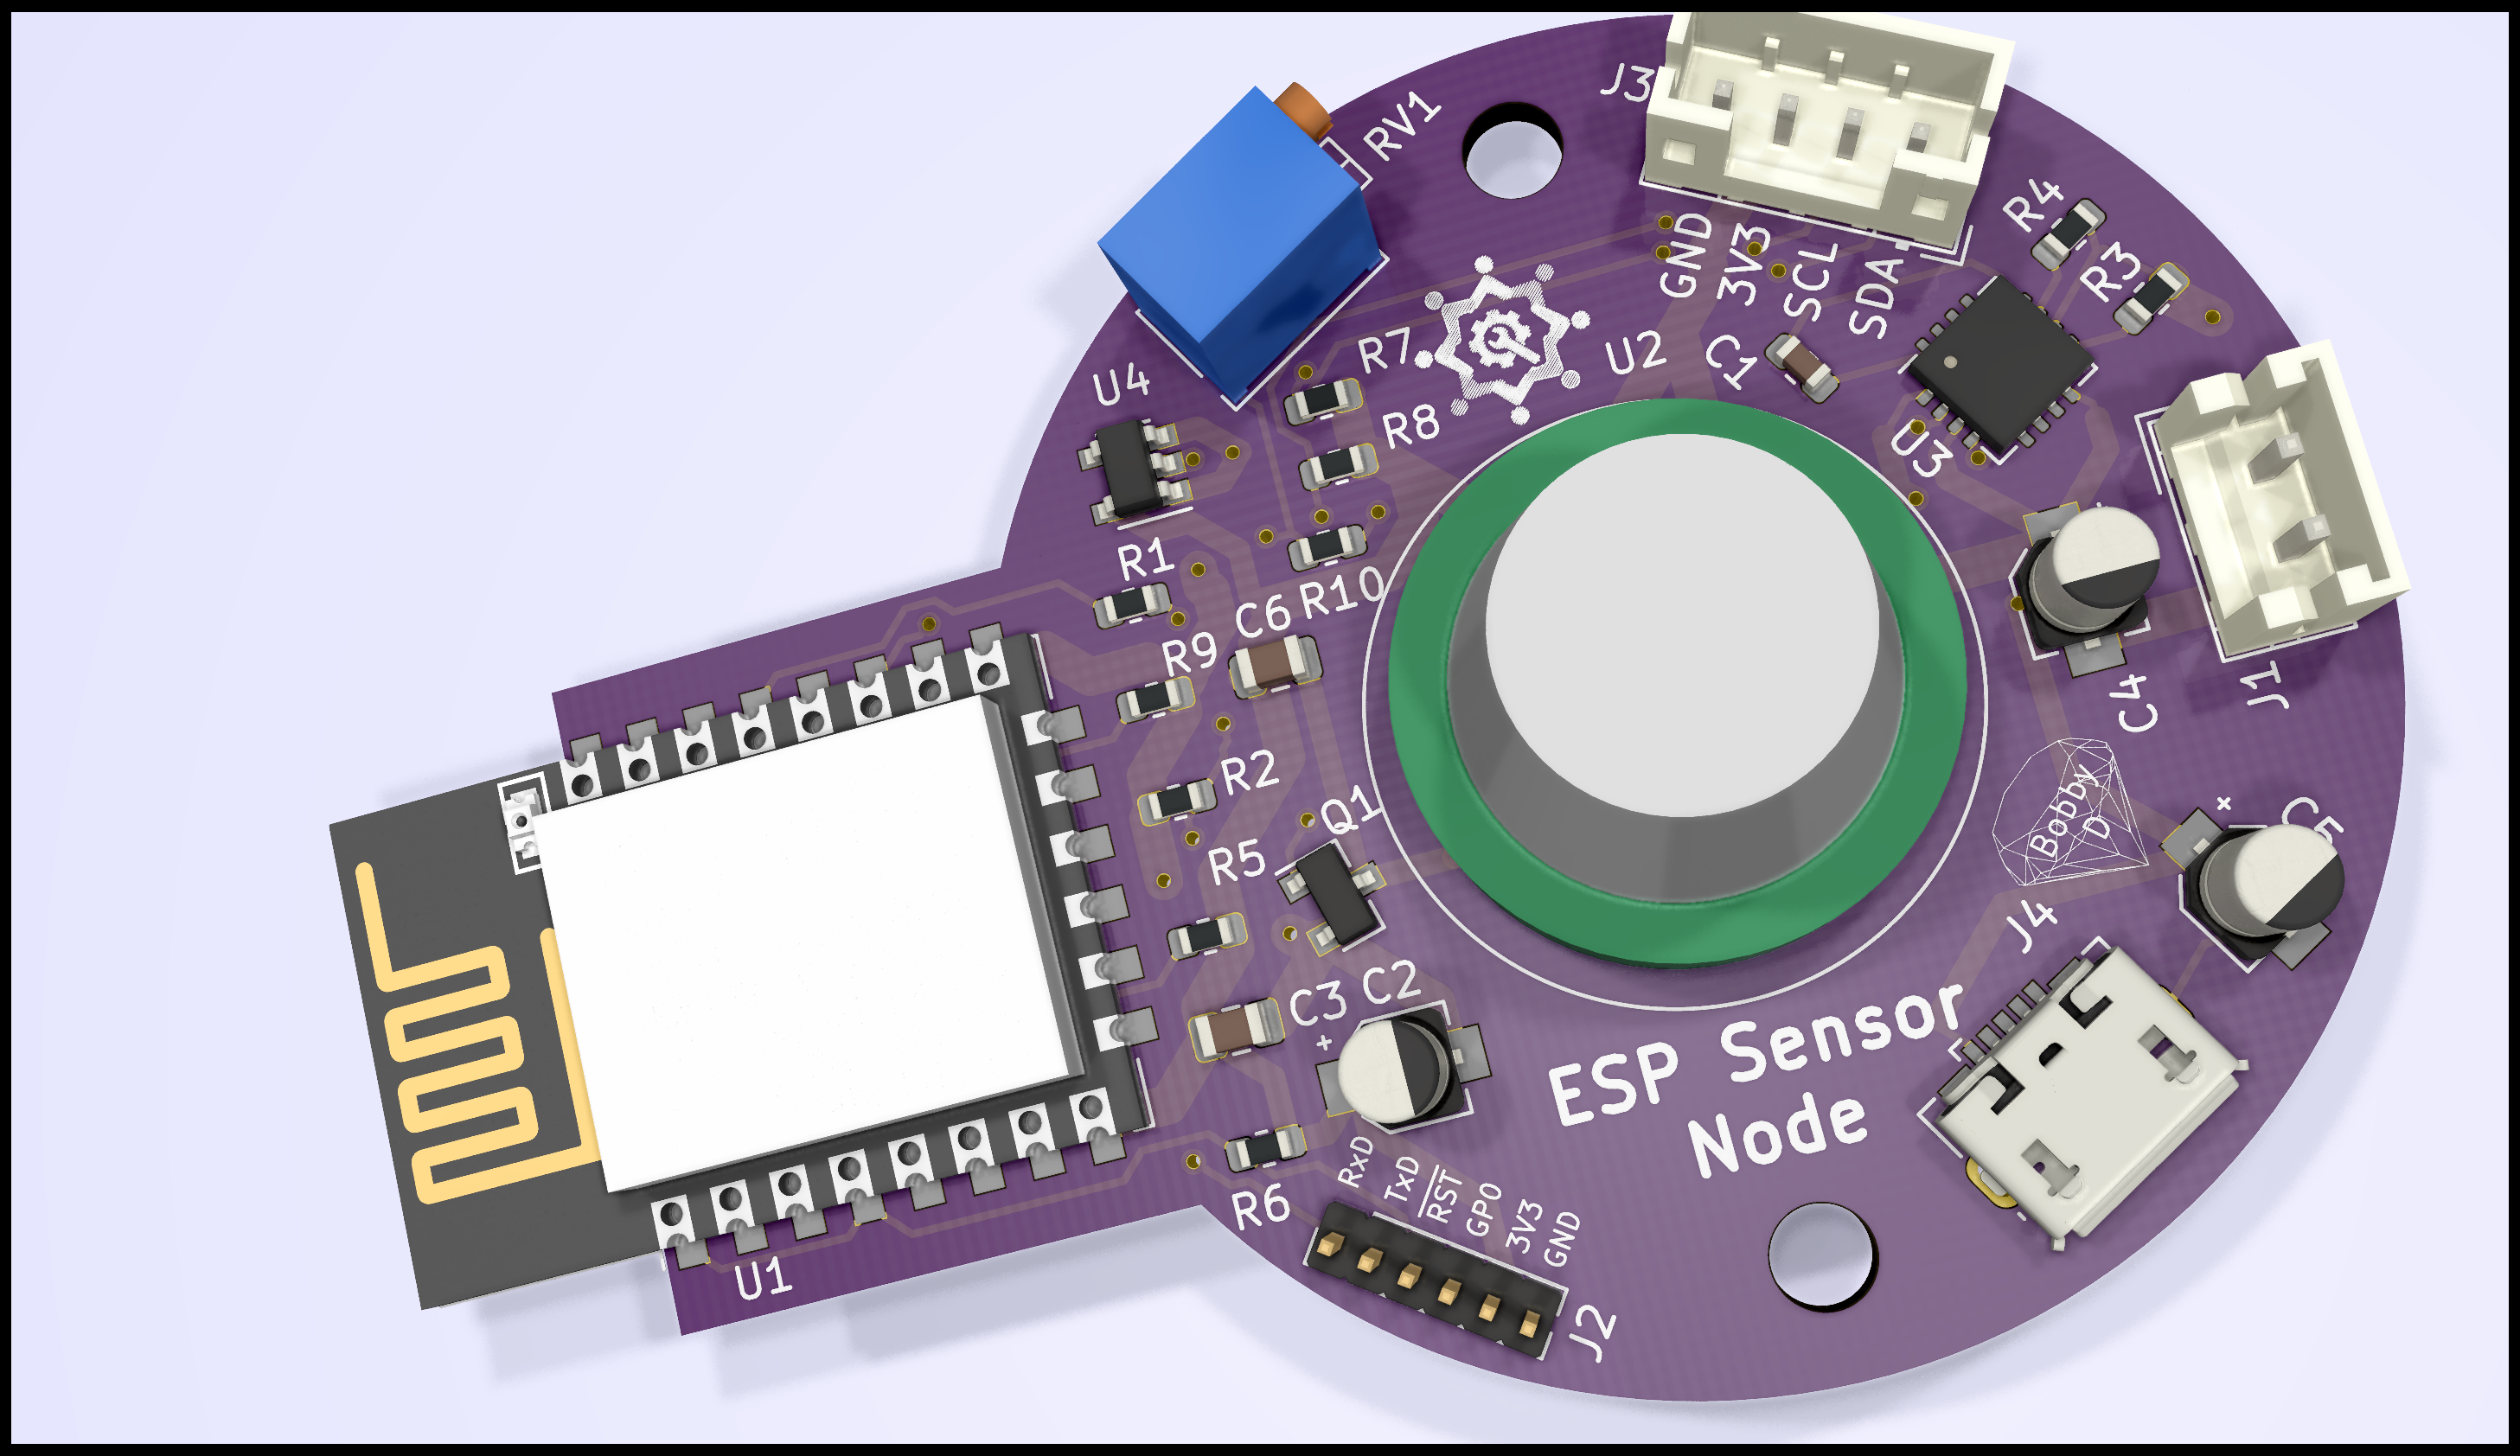 J3
RV1
R4
R3
GND
3V3
SCL
SDA
R7
U2
C1
U4
R8
U3
R1
R10
C6
R9
J1
C4
R2
Bobby
D
Q1
+
C5
R5
J4
C3
C2
+
ESP Sensor
Node
RxD
TxD
RST
GP0
3V3
GND
R6
U1
J2